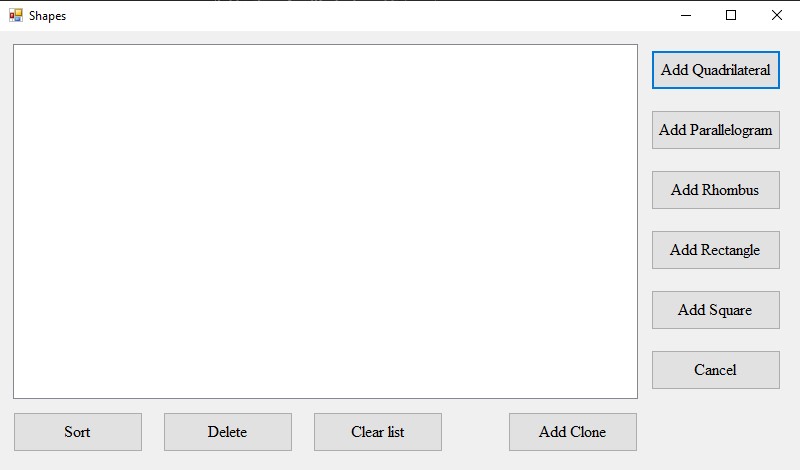 Shapes
Add Quadrilateral
Add Parallelogram
Add Rhombus
Add Rectangle
Add Square
Cancel
Sort
Delete
Clear list
Add Clone